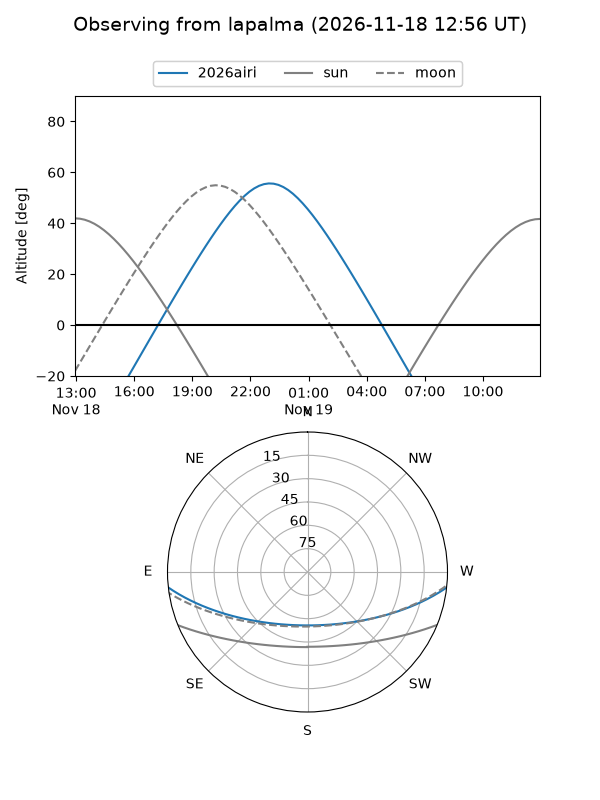 Observing from lapalma (2026-11-18 12:56 UT)
2026airi sun moon
Altitude [deg]
80
60
40
20
0
−20
13:00 16:00 19:00 22:00 01:00 04:00 07:00 10:00
Nov 18 Nov 19
N
NE NW
15
30
45
60
75
E W
SE SW
S